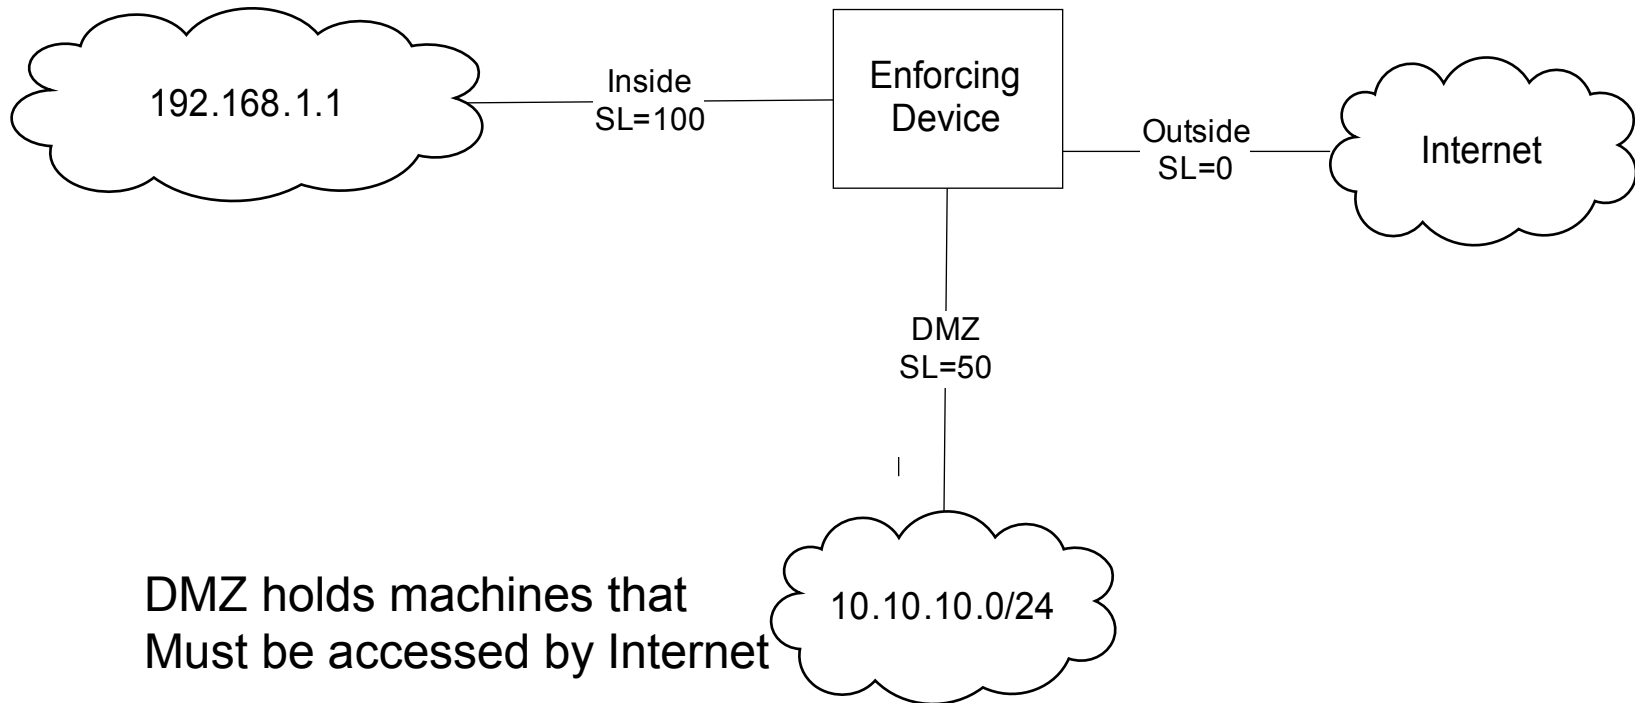 192.168.1.1
Inside
SL=100
Enforcing
Device
Outside
SL=0
Internet
DMZ
SL=50
10.10.10.0/24
DMZ holds machines that
Must be accessed by Internet